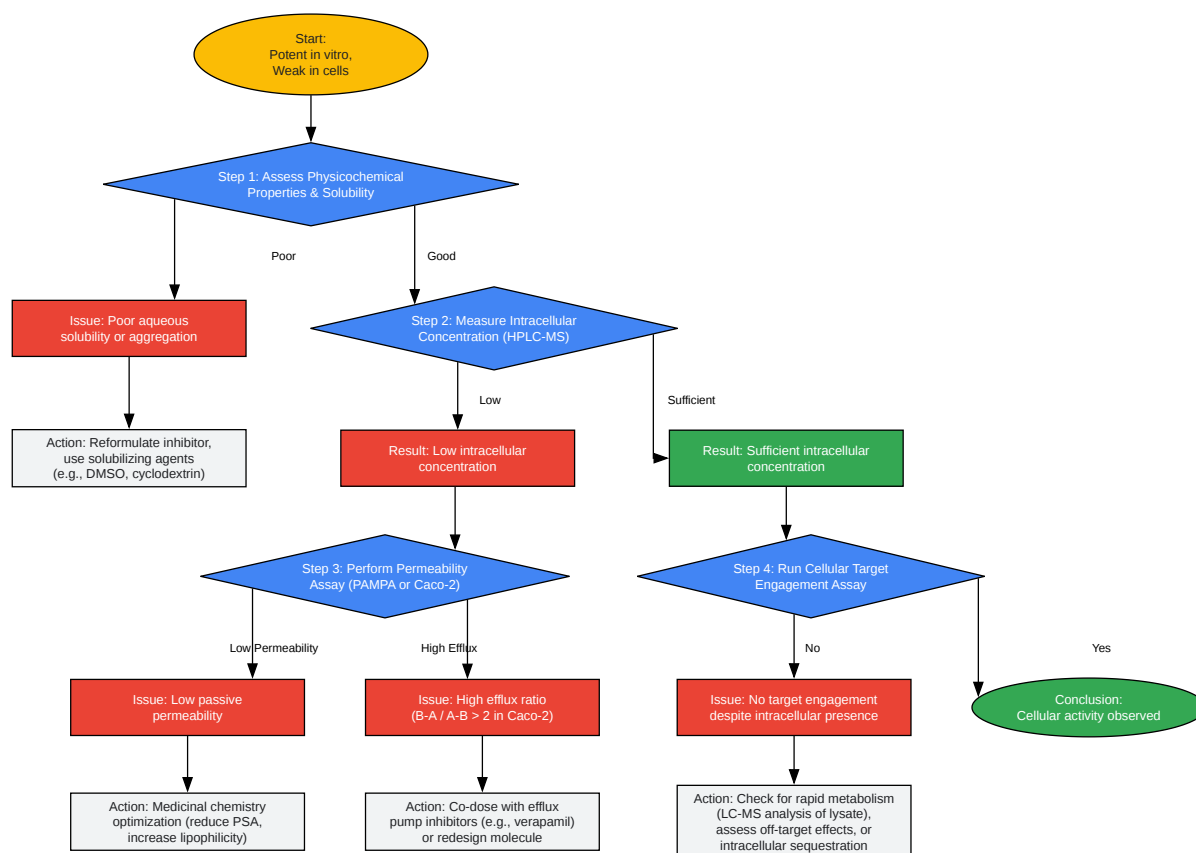 Start:
Potent in vitro,
Weak in cells
Step 1: Assess Physicochemical
Properties & Solubility
Poor
Good
Issue: Poor aqueous
solubility or aggregation
Step 2: Measure Intracellular
Concentration (HPLC-MS)
Low
Sufficient
Action: Reformulate inhibitor,
use solubilizing agents
(e.g., DMSO, cyclodextrin)
Result: Low intracellular
concentration
Result: Sufficient intracellular
concentration
Step 3: Perform Permeability
Assay (PAMPA or Caco-2)
Step 4: Run Cellular Target
Engagement Assay
Low Permeability
High Efflux
No
Yes
Issue: Low passive
permeability
Issue: High efflux ratio
(B-A / A-B > 2 in Caco-2)
Issue: No target engagement
despite intracellular presence
Conclusion:
Cellular activity observed
Action: Medicinal chemistry
optimization (reduce PSA,
increase lipophilicity)
Action: Co-dose with efflux
pump inhibitors (e.g., verapamil)
or redesign molecule
Action: Check for rapid metabolism
(LC-MS analysis of lysate),
assess off-target effects, or
intracellular sequestration